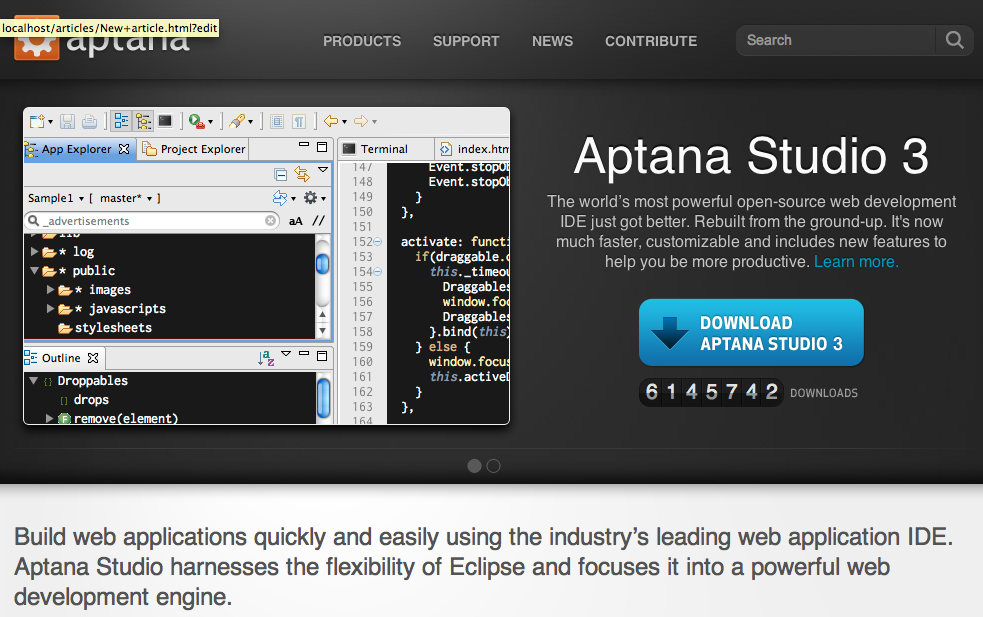 localhost/articles/New+article.html?edit
aptana
PRODUCTS SUPPORT NEWS CONTRIBUTE Search
App Explorer Project Explorer
Sample1 [ master* ]
_advertisements aA //
lib
* log
* public
* images
* javascripts
stylesheets
Outline
Droppables
drops
remove(element)
Terminal index.htm
147 Event.stopOb
148 Event.stopOb
149 }
150 },
151
152 activate: functi
153 if(draggable.o
154 this._timeou
155 Draggables
156 window.foc
157 Draggables
158 }.bind(this)
159 } else {
160 window.focus
161 this.activeD
162 }
163 },
164
Aptana Studio 3
The world's most powerful open-source web development
IDE just got better. Rebuilt from the ground-up. It's now
much faster, customizable and includes new features to
help you be more productive. Learn more.
DOWNLOAD
APTANA STUDIO 3
6145742 DOWNLOADS
Build web applications quickly and easily using the industry's leading web application IDE.
Aptana Studio harnesses the flexibility of Eclipse and focuses it into a powerful web
development engine.